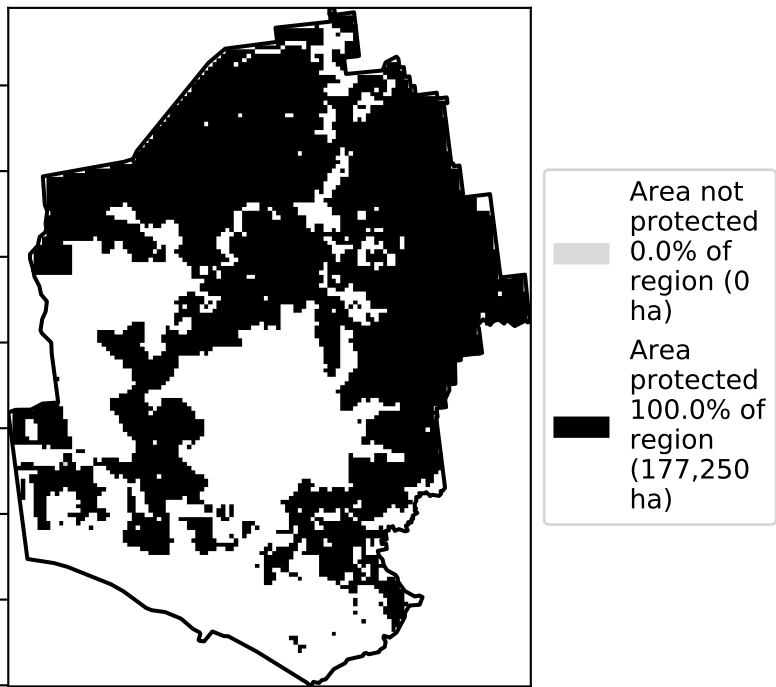 Area not
protected
0.0% of
region (0
ha)
Area
protected
100.0% of
region
(177,250
ha)